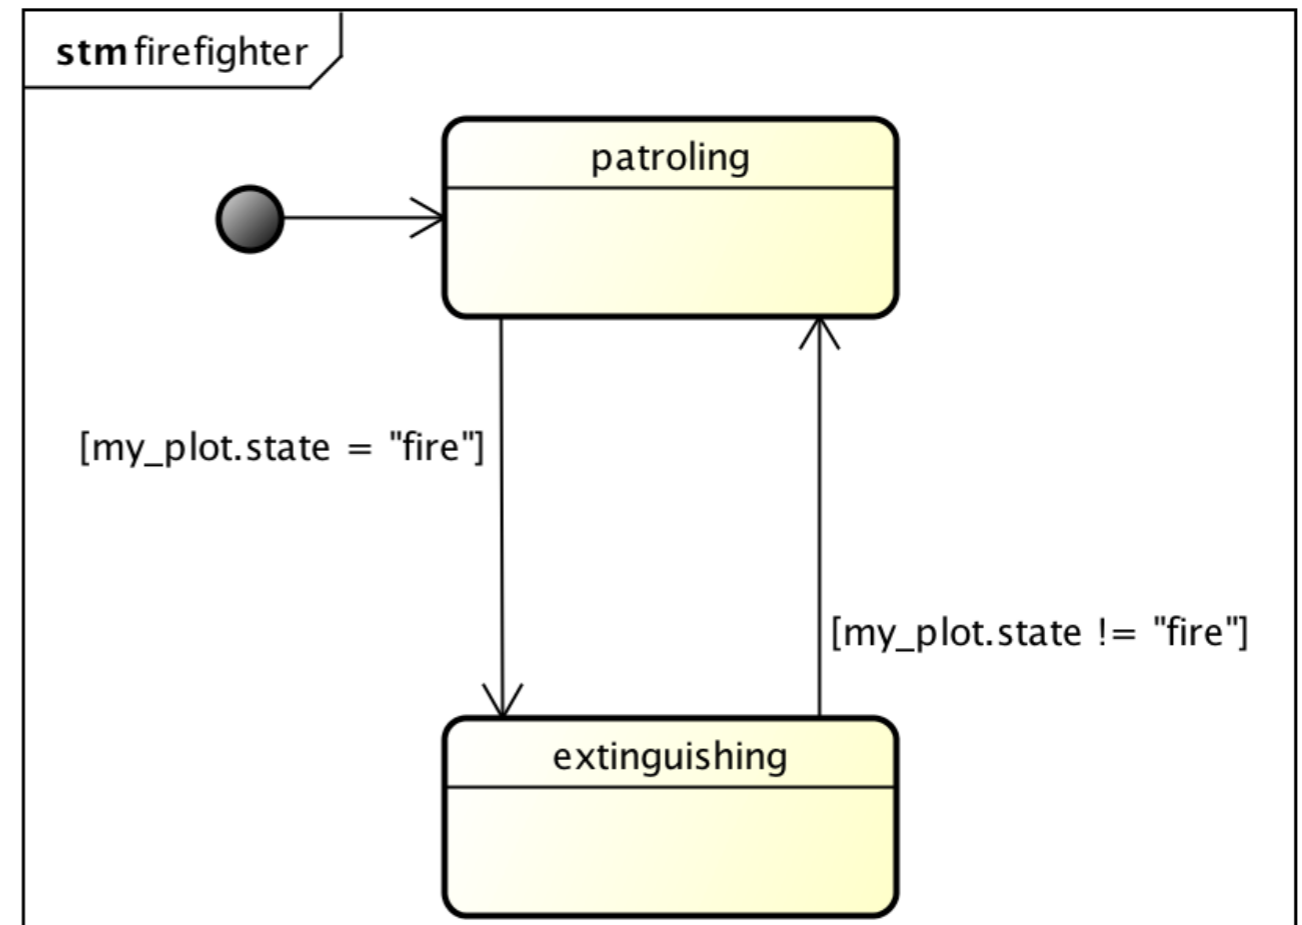 stm firefighter
patroling
[my_plot.state = "fire"]
[my_plot.state != "fire"]
extinguishing